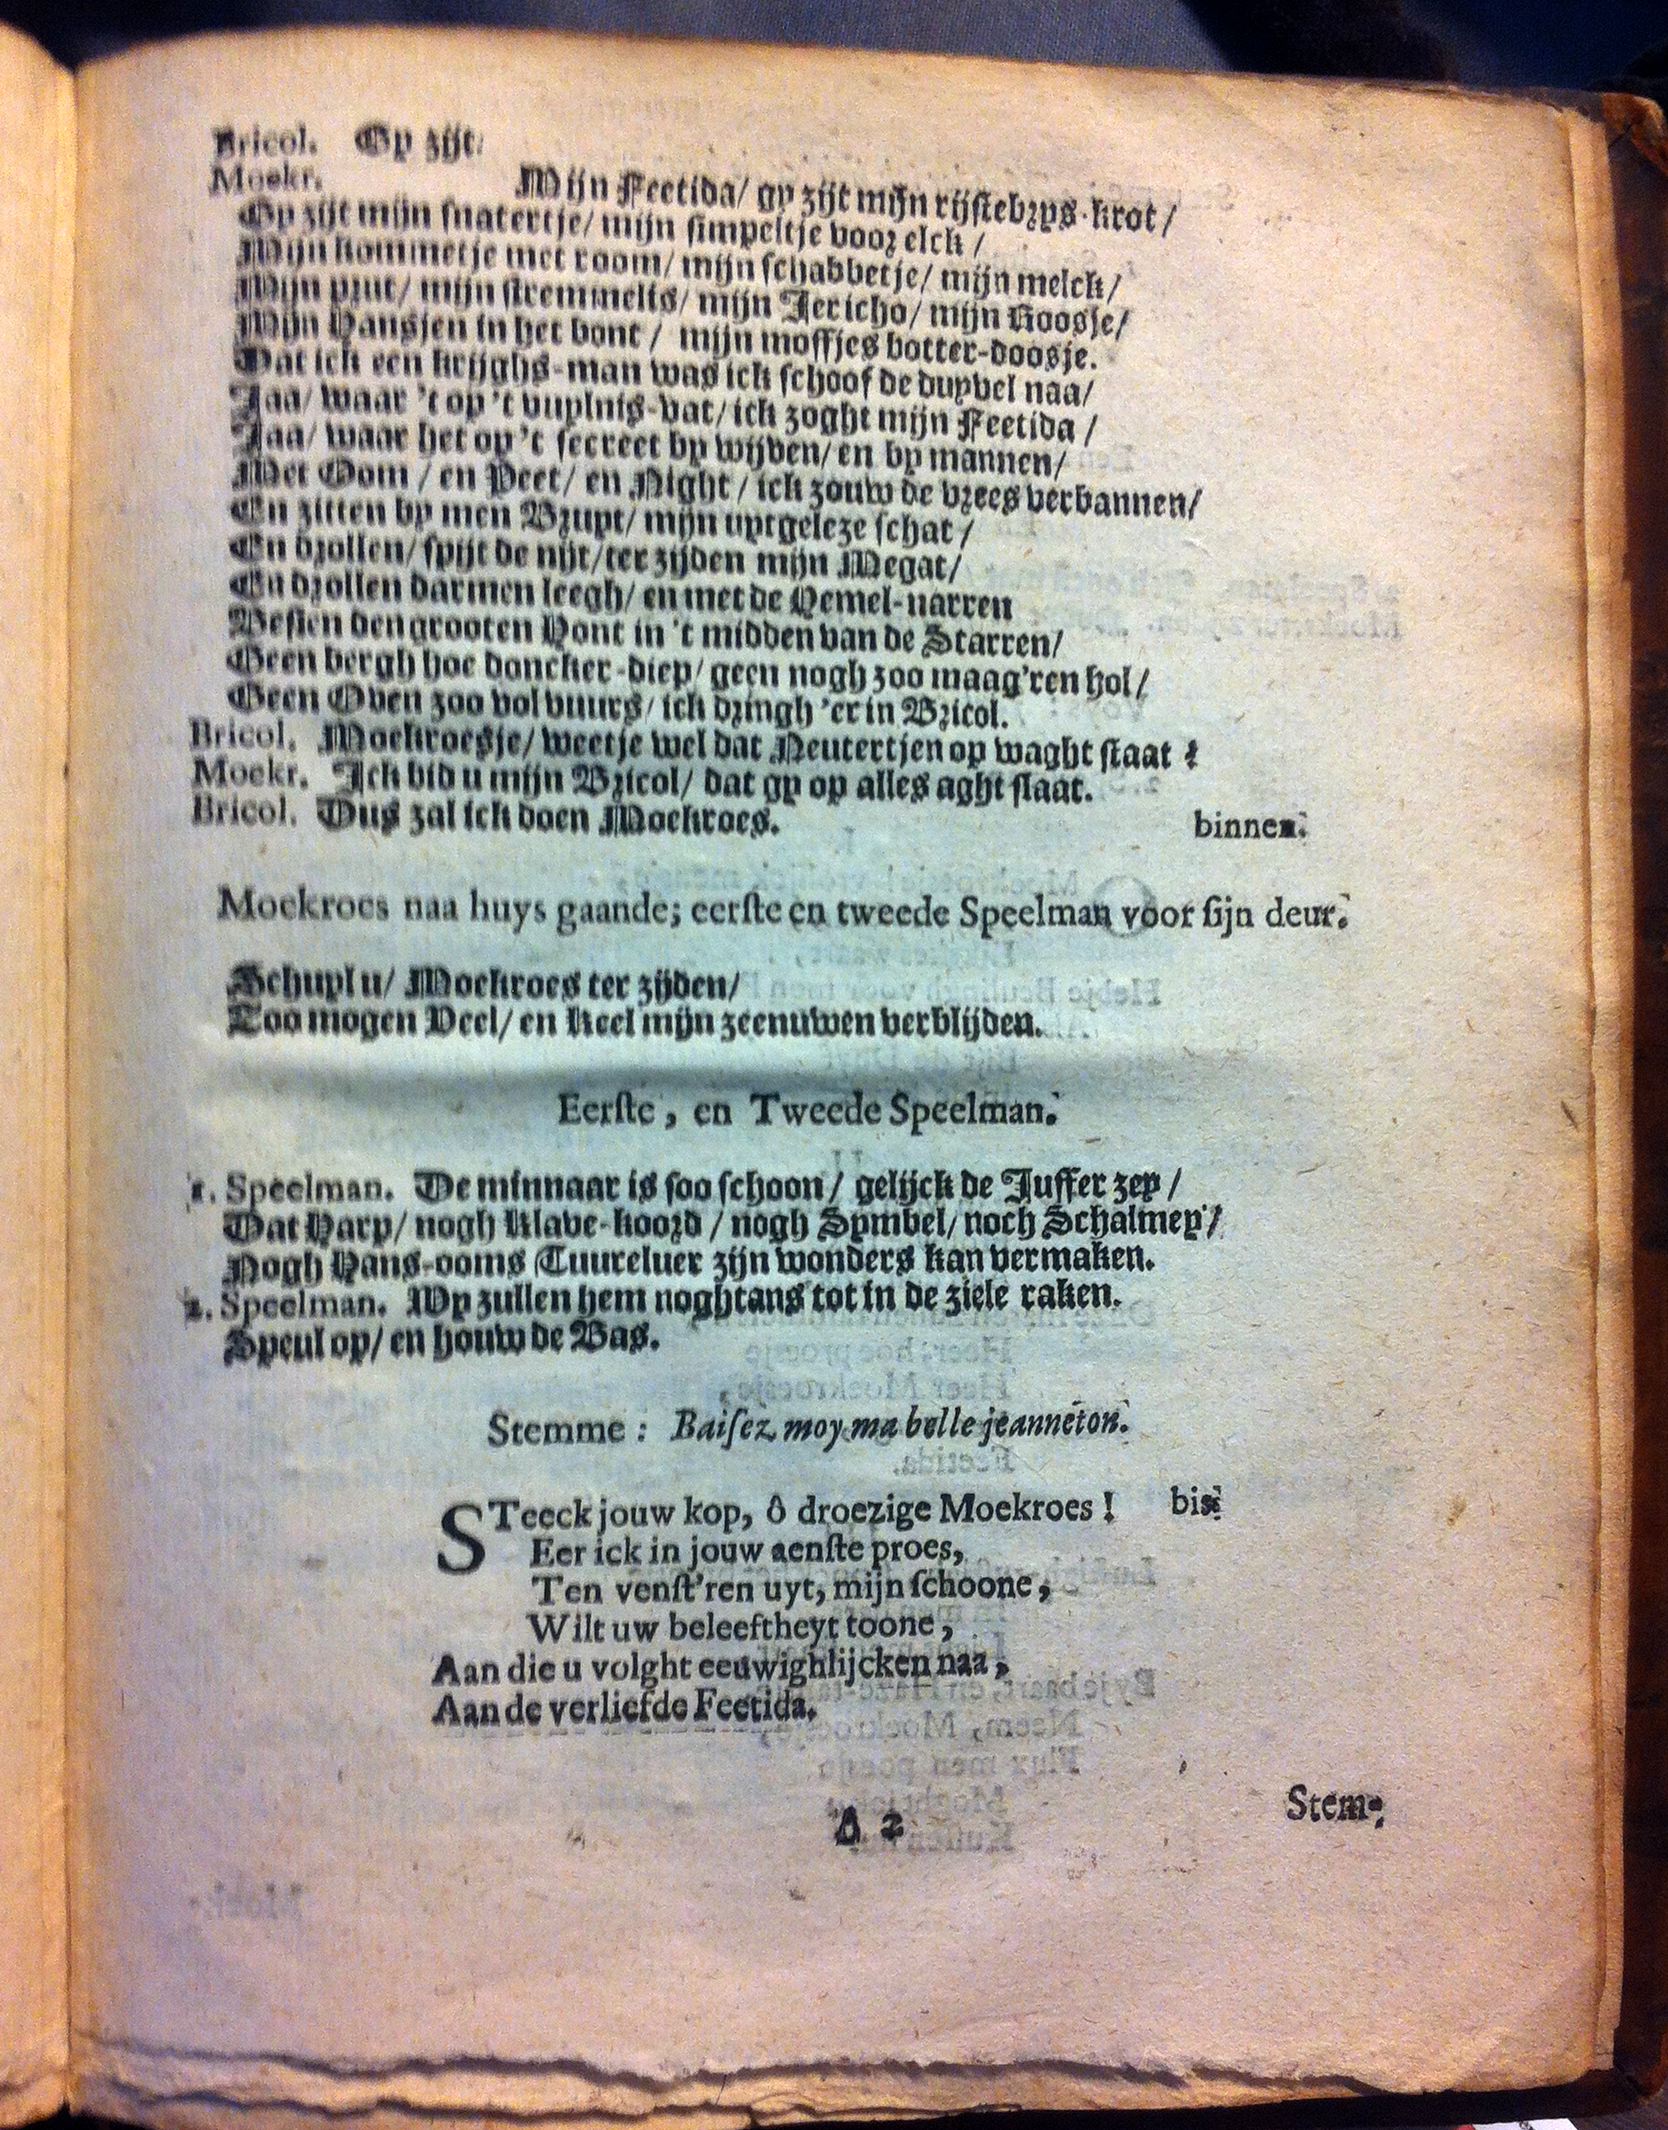 Bricol. Gy zijt/
Moekr. Mijn Feetida/ gy zijt mijn rijstebrys-krot/
Gy zijt mijn snatertje/ mijn simpeltje voor elck/
Mijn kommetje met room/ mijn schabbetje/ mijn melck/
Mijn prut/ mijn stremmelis/ mijn Jericho/ mijn Roosje/
Mijn Hansjen in het bont/ mijn moffjes botter-doosje.
Dat ick een krijghs-man was ick schoof de duyvel naa/
Jaa/ waar 't op 't vuylnis-vat/ ick zoght mijn Feetida/
Jaa/ waar het op 't secreet by wijven/ en by mannen/
Met Oom/ en Peet/ en Night/ ick zouw de vrees verbannen/
En zitten by men Bruyt/ mijn uytgeleze schat/
En drollen/ spijt de nijt/ ter zijden mijn Megat/
En drollen darmen leegh/ en met de Hemel-narren
Besien den grooten Hont in 't midden van de Starren/
Geen bergh hoe doncker-diep/ geen nogh zoo maag'ren hol/
Geen Oven zoo vol vuurs/ ick dringh 'er in Bricol.
Bricol. Moekroesje/ weetje wel dat Neutertjen op waght staat?
Moekr. Ick bid u mijn Bricol/ dat gy op alles aght slaat.
Bricol. Dus zal ick doen Moekroes. binnen.
Moekroes naa huys gaande; eerste en tweede Speelman voor sijn deur.
Schuyl u/ Moekroes ter zijden/
Zoo mogen Veel/ en Keel mijn zeenuwen verblijden.
Eerste, en Tweede Speelman.
1. Speelman. De minnaar is soo schoon/ gelijck de Juffer zey/
Dat Harp/ nogh Klave-koord/ nogh Symbel/ noch Schalmey/
Nogh Hans-ooms Tuureluer zijn wonders kan vermaken.
2. Speelman. Wy zullen hem noghtans tot in de ziele raken.
Speul op/ en houw de Bas.
Stemme : Baisez moy ma belle jeanneton.
STeeck jouw kop, ô droezige Moekroes ! bis.
Eer ick in jouw aenste proes,
Ten venst'ren uyt, mijn schoone,
Wilt uw beleeftheyt toone,
Aan die u volght eeuwighlijcken naa,
Aan de verliefde Feetida.
A 2
Stem-